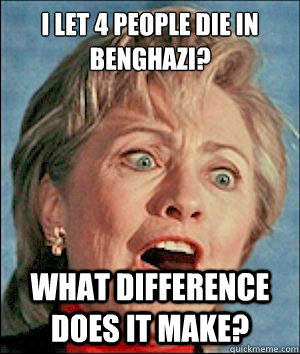 I LET 4 PEOPLE DIE IN
BENGHAZI?
WHAT DIFFERENCE
DOES IT MAKE?
quickmeme.com